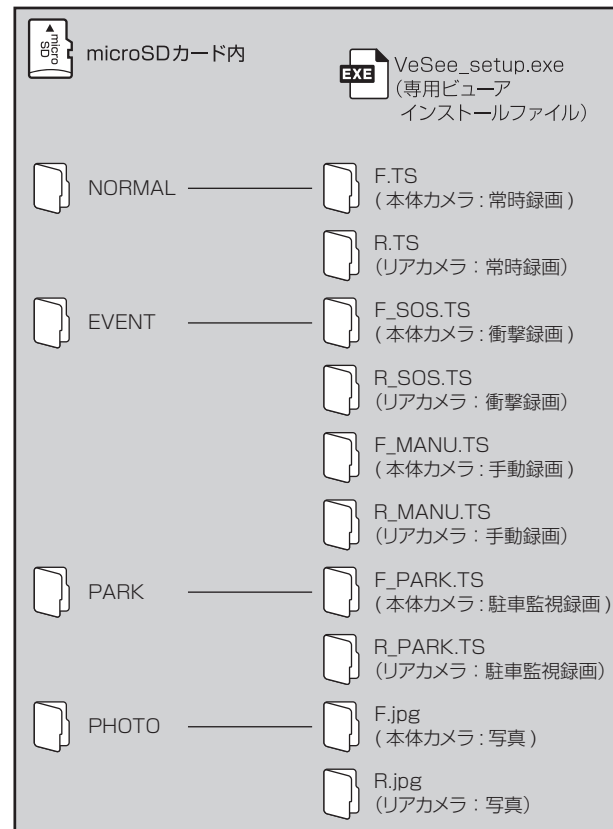 micro
SD
microSDカード内
EXE
VeSee_setup.exe
(専用ビューア
インストールファイル)
NORMAL
F.TS
(本体カメラ:常時録画)
R.TS
(リアカメラ:常時録画)
EVENT
F_SOS.TS
(本体カメラ:衝撃録画)
R_SOS.TS
(リアカメラ:衝撃録画)
F_MANU.TS
(本体カメラ:手動録画)
R_MANU.TS
(リアカメラ:手動録画)
PARK
F_PARK.TS
(本体カメラ:駐車監視録画)
R_PARK.TS
(リアカメラ:駐車監視録画)
PHOTO
F.jpg
(本体カメラ:写真)
R.jpg
(リアカメラ:写真)